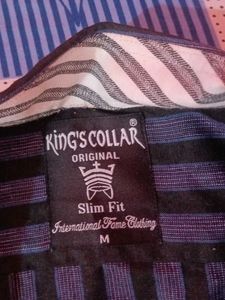 KING'S COLLAR ®
ORIGINAL
Slim Fit
International Fame Clothing
M